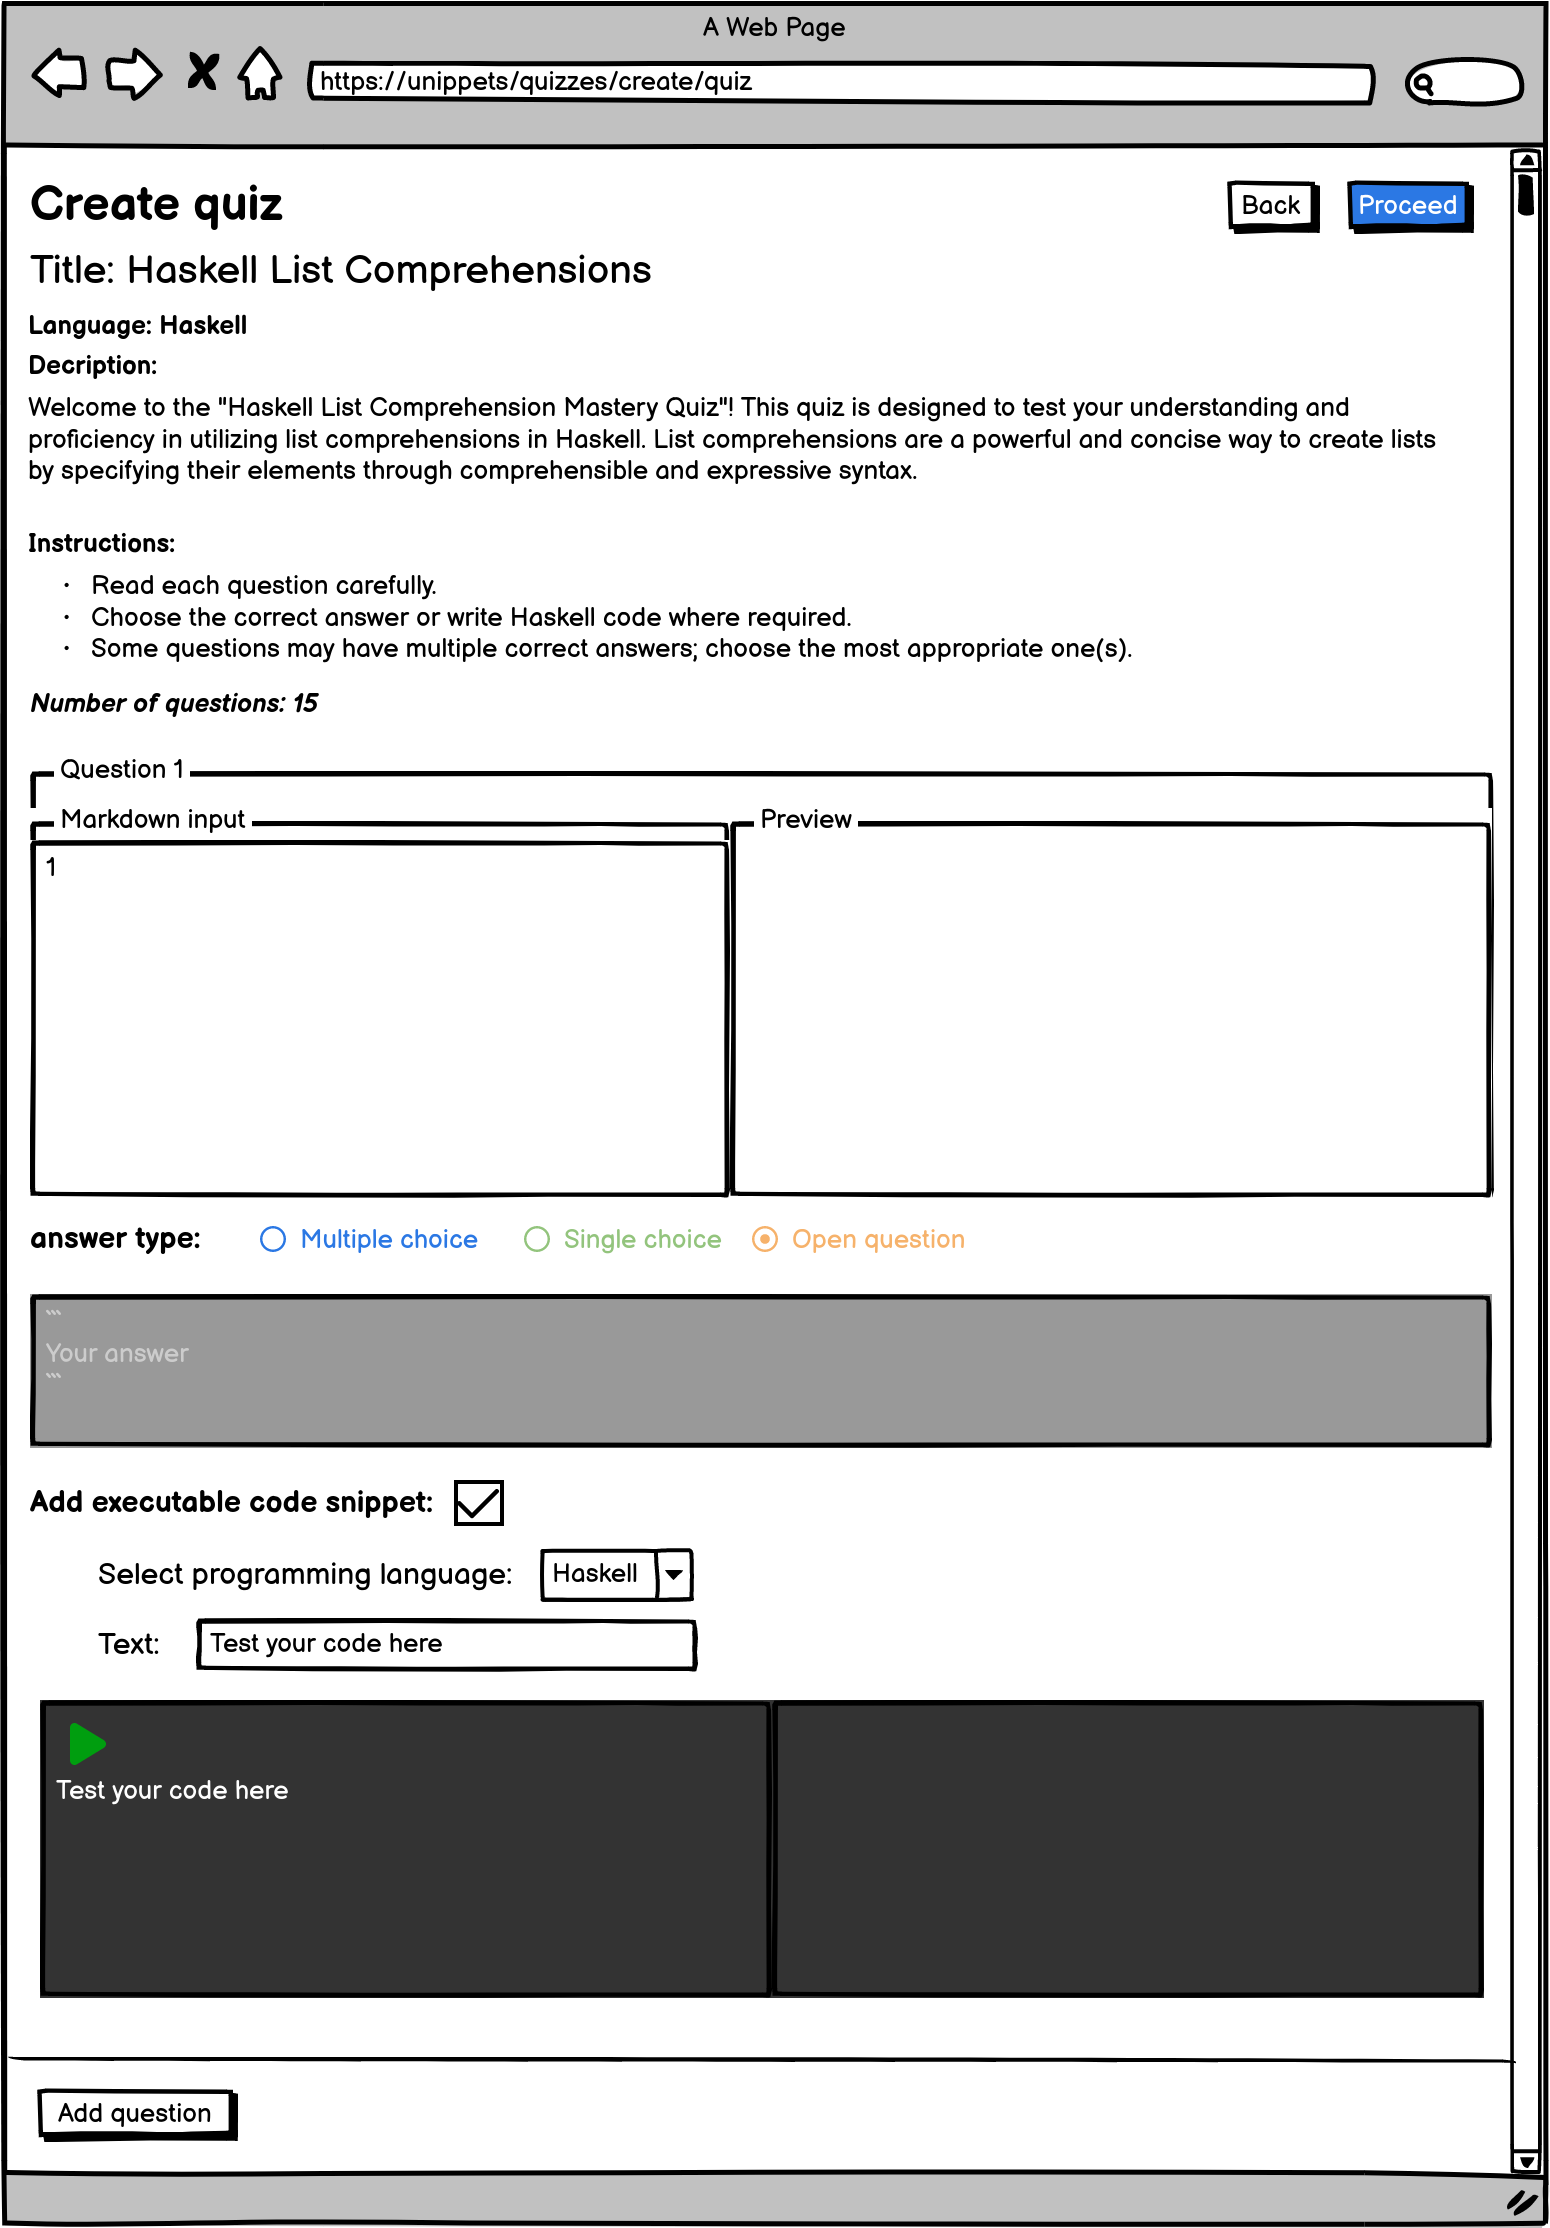 A Web Page
https://unippets/quizzes/create/quiz
Create quiz
Back
Proceed
Title: Haskell List Comprehensions
Language: Haskell
Decription:
Welcome to the "Haskell List Comprehension Mastery Quiz"! This quiz is designed to test your understanding and
proficiency in utilizing list comprehensions in Haskell. List comprehensions are a powerful and concise way to create lists
by specifying their elements through comprehensible and expressive syntax.
Instructions:
· Read each question carefully.
· Choose the correct answer or write Haskell code where required.
· Some questions may have multiple correct answers; choose the most appropriate one(s).
Number of questions: 15
Question 1
Markdown input
Preview
1
answer type:
Multiple choice
Single choice
Open question
```
Your answer
```
Add executable code snippet:
Select programming language:
Haskell
Text:
Test your code here
Test your code here
Add question